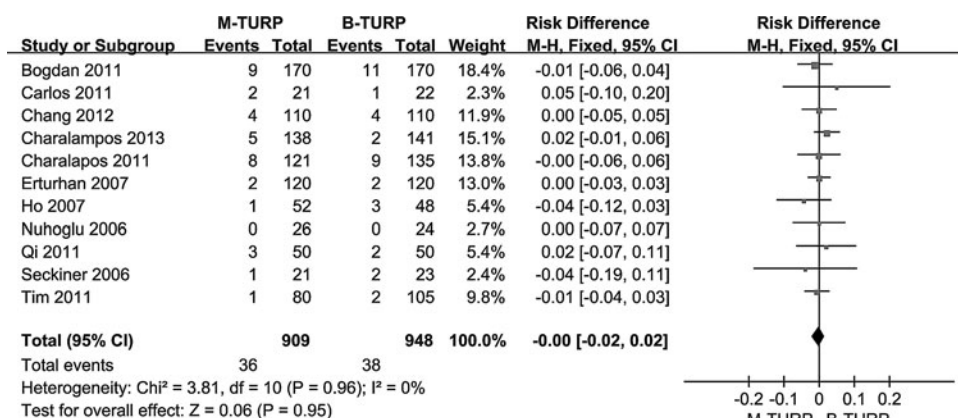 M-TURP B-TURP Risk Difference Risk Difference
Study or Subgroup Events Total Events Total Weight M-H, Fixed, 95% CI M-H, Fixed, 95% CI
Bogdan 2011 9 170 11 170 18.4% -0.01 [-0.06, 0.04]
Carlos 2011 2 21 1 22 2.3% 0.05 [-0.10, 0.20]
Chang 2012 4 110 4 110 11.9% 0.00 [-0.05, 0.05]
Charalampos 2013 5 138 2 141 15.1% 0.02 [-0.01, 0.06]
Charalapos 2011 8 121 9 135 13.8% -0.00 [-0.06, 0.06]
Erturhan 2007 2 120 2 120 13.0% 0.00 [-0.03, 0.03]
Ho 2007 1 52 3 48 5.4% -0.04 [-0.12, 0.03]
Nuhoglu 2006 0 26 0 24 2.7% 0.00 [-0.07, 0.07]
Qi 2011 3 50 2 50 5.4% 0.02 [-0.07, 0.11]
Seckiner 2006 1 21 2 23 2.4% -0.04 [-0.19, 0.11]
Tim 2011 1 80 2 105 9.8% -0.01 [-0.04, 0.03]
Total (95% CI) 909 948 100.0% -0.00 [-0.02, 0.02]
Total events 36 38
Heterogeneity: Chi² = 3.81, df = 10 (P = 0.96); I² = 0%
Test for overall effect: Z = 0.06 (P = 0.95)
-0.2 -0.1 0 0.1 0.2
M-TURP B-TURP